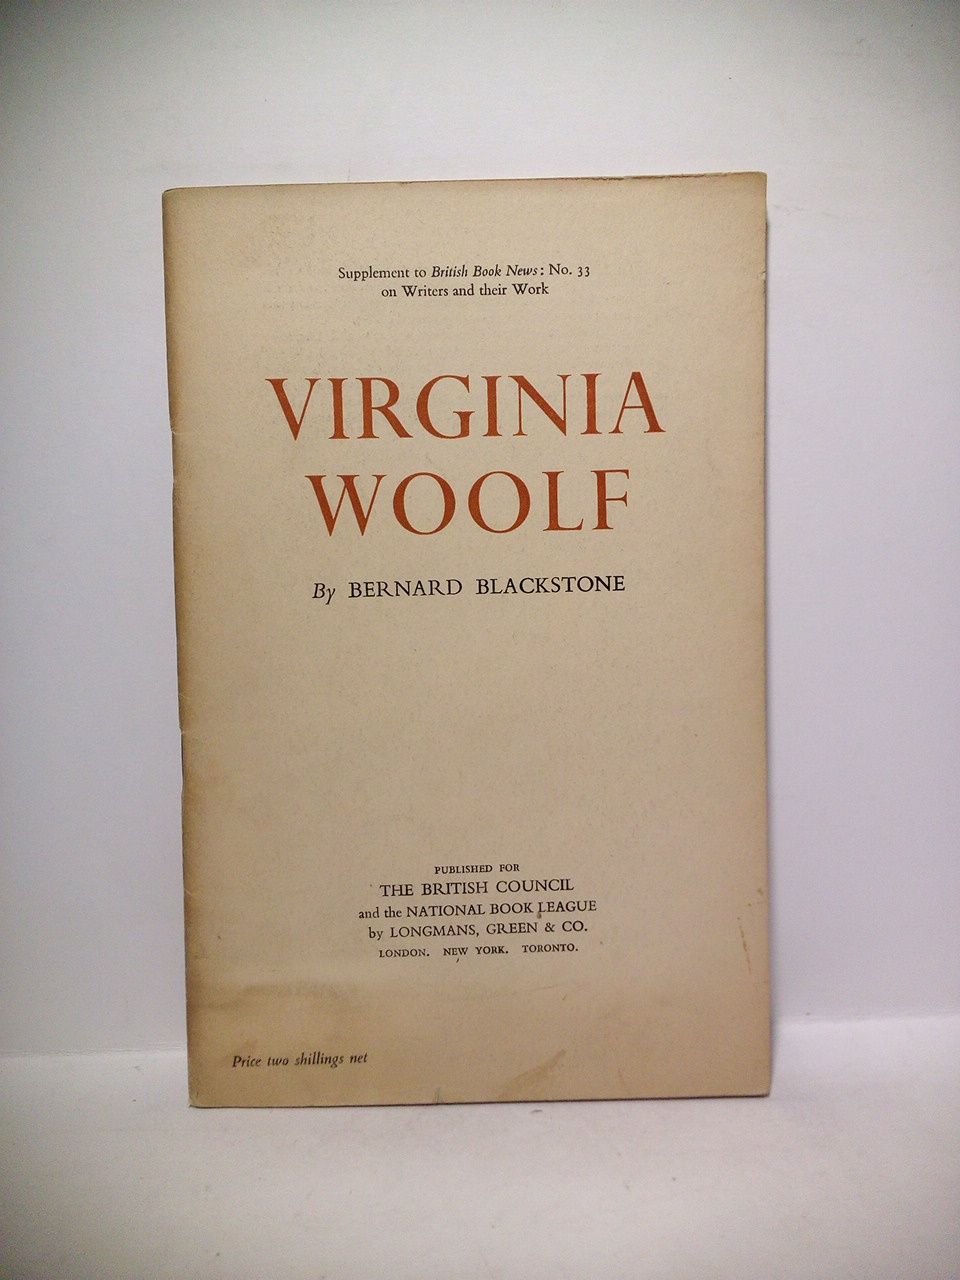 Supplement to British Book News: No. 33
on Writers and their Work
VIRGINIA
WOOLF
By BERNARD BLACKSTONE
PUBLISHED FOR
THE BRITISH COUNCIL
and the NATIONAL BOOK LEAGUE
by LONGMANS, GREEN & CO.
LONDON. NEW YORK. TORONTO.
Price two shillings net